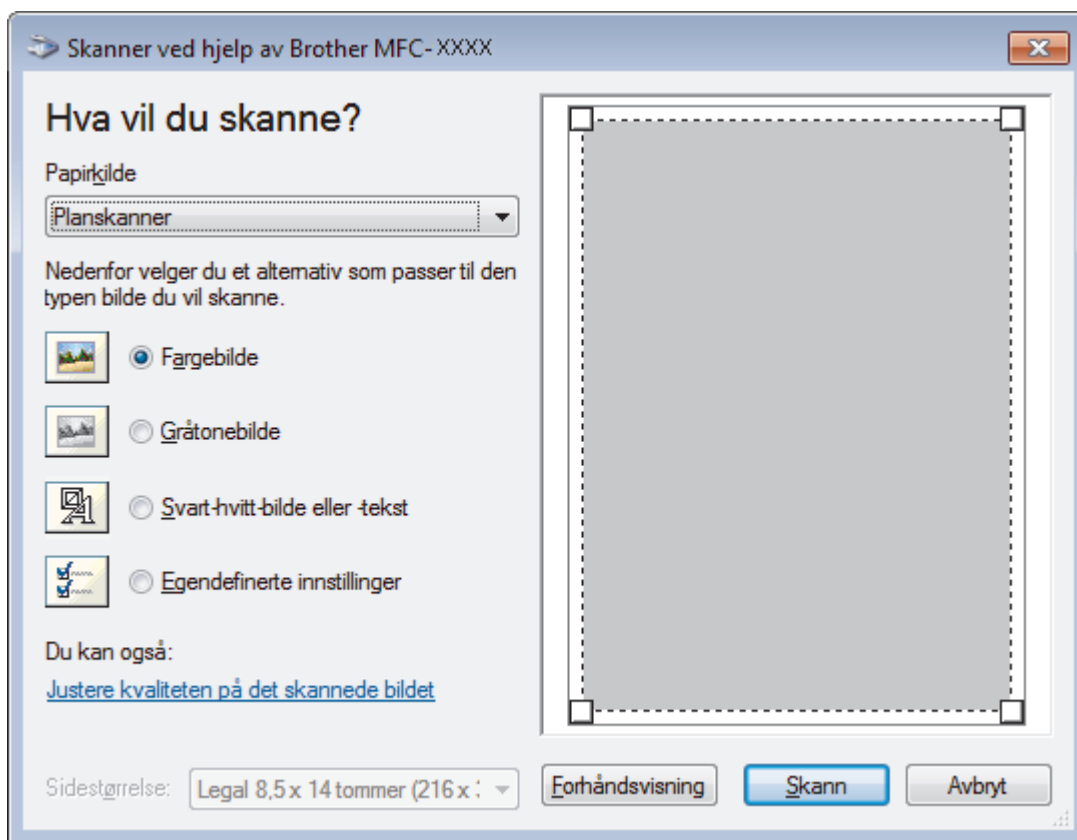 Skanner ved hjelp av Brother MFC-XXXX
Hva vil du skanne?
Papirkilde
Planskanner
Nedenfor velger du et alternativ som passer til den
typen bilde du vil skanne.
Fargebilde
Gråtonebilde
Svart-hvitt-bilde eller -tekst
Egendefinerte innstillinger
Du kan også:
Justere kvaliteten på det skannede bildet
Sidestørrelse:
Legal 8,5 x 14 tommer (216 x
Forhåndsvisning
Skann
Avbryt